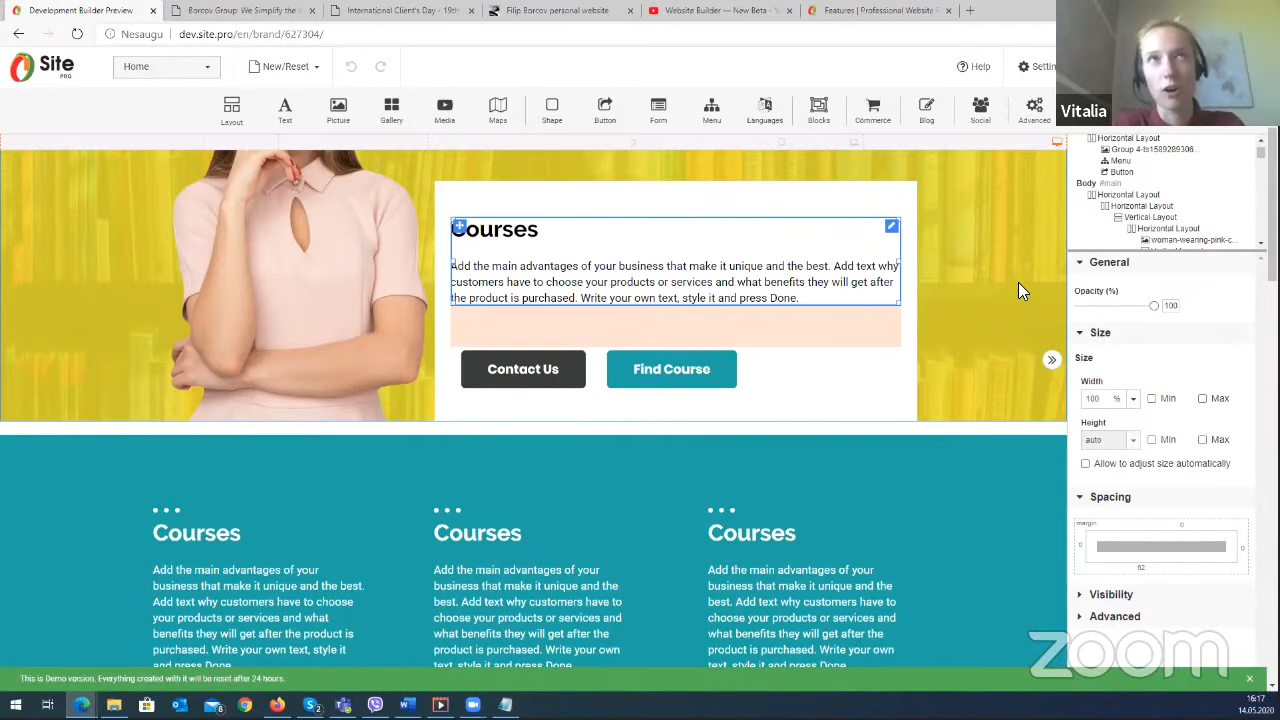 Development Builder Preview
Borcov Group: We Simplify the
International Client's Day - 19th
Filip Borcov personal website
Website Builder — New Beta - Y
Features | Professional Website
Nesaugu
dev.site.pro/en/brand/627304/
Site
PRO
Home
New/Reset
Help
Settin
Layout
Text
Picture
Gallery
Media
Maps
Shape
Button
Form
Menu
Languages
Blocks
Commerce
Blog
Social
Advanced
Vitalia
Horizontal Layout
Group 4-ts1589289306...
Menu
Button
Body #main
Horizontal Layout
Horizontal Layout
Vertical Layout
Horizontal Layout
woman-wearing-pink-c...
General
Opacity (%)
100
Size
Size
Width
100 %
Min
Max
Height
auto
Min
Max
Allow to adjust size automatically
Spacing
margin
0
0
0
62
Visibility
Advanced
Courses
Add the main advantages of your business that make it unique and the best. Add text why
customers have to choose your products or services and what benefits they will get after
the product is purchased. Write your own text, style it and press Done.
Contact Us
Find Course
Courses
Add the main advantages of your
business that make it unique and the best.
Add text why customers have to choose
your products or services and what
benefits they will get after the product is
purchased. Write your own text, style it
and press Done.
Courses
Add the main advantages of your
business that make it unique and the
best. Add text why customers have to
choose your products or services and
what benefits they will get after the
product is purchased. Write your own
text, style it and press Done.
Courses
Add the main advantages of your
business that make it unique and the
best. Add text why customers have to
choose your products or services and
what benefits they will get after the
product is purchased. Write your own
text, style it and press Done.
zoom
This is Demo version. Everything created with it will be reset after 24 hours.
16:17
14.05.2020